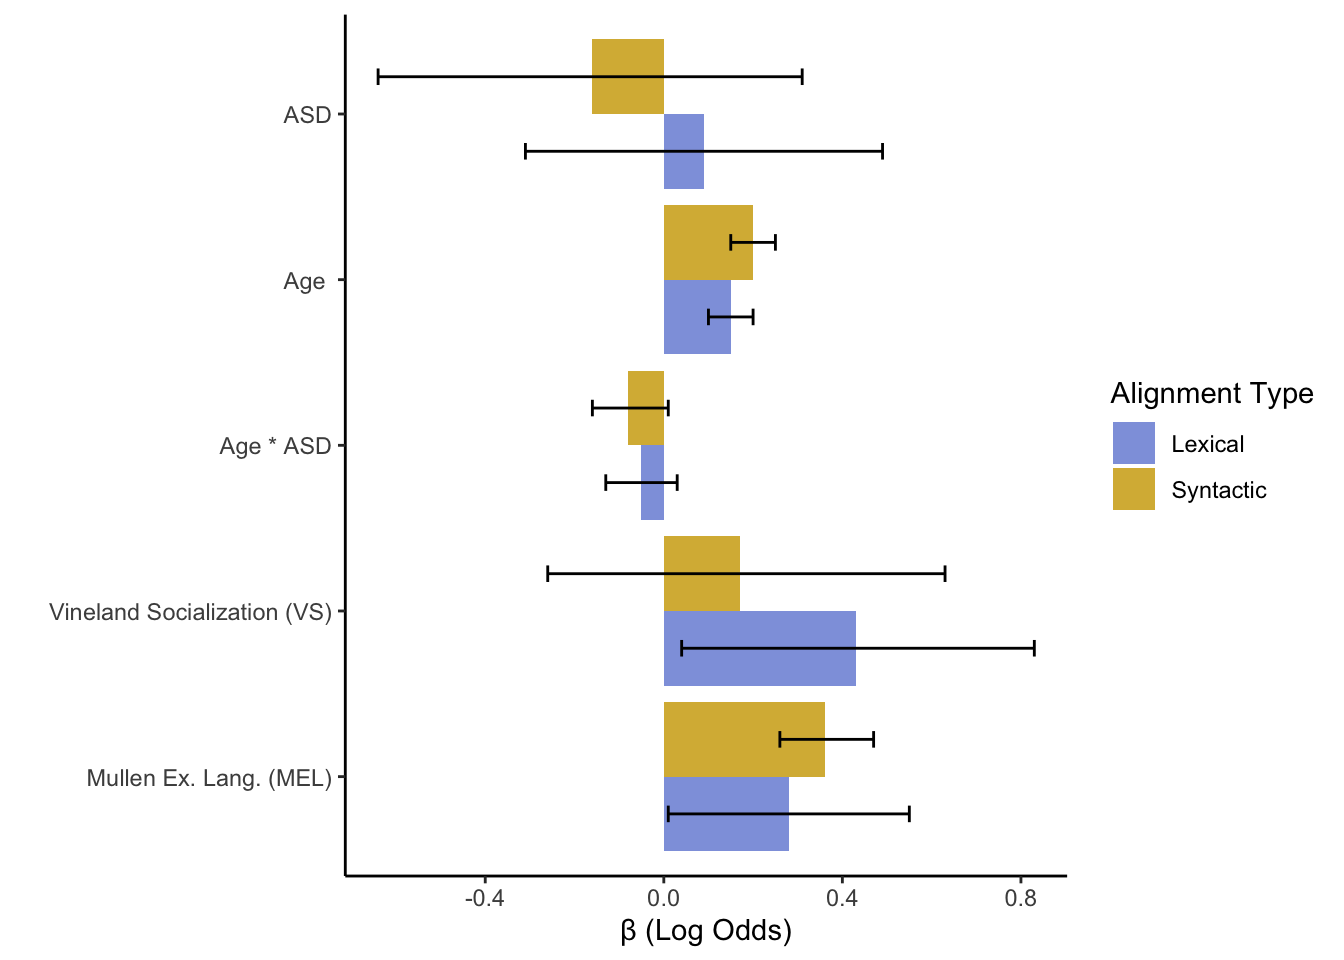 ASD
Age
Age * ASD
Vineland Socialization (VS)
Mullen Ex. Lang. (MEL)
-0.4 0.0 0.4 0.8
β (Log Odds)
Alignment Type
Lexical
Syntactic